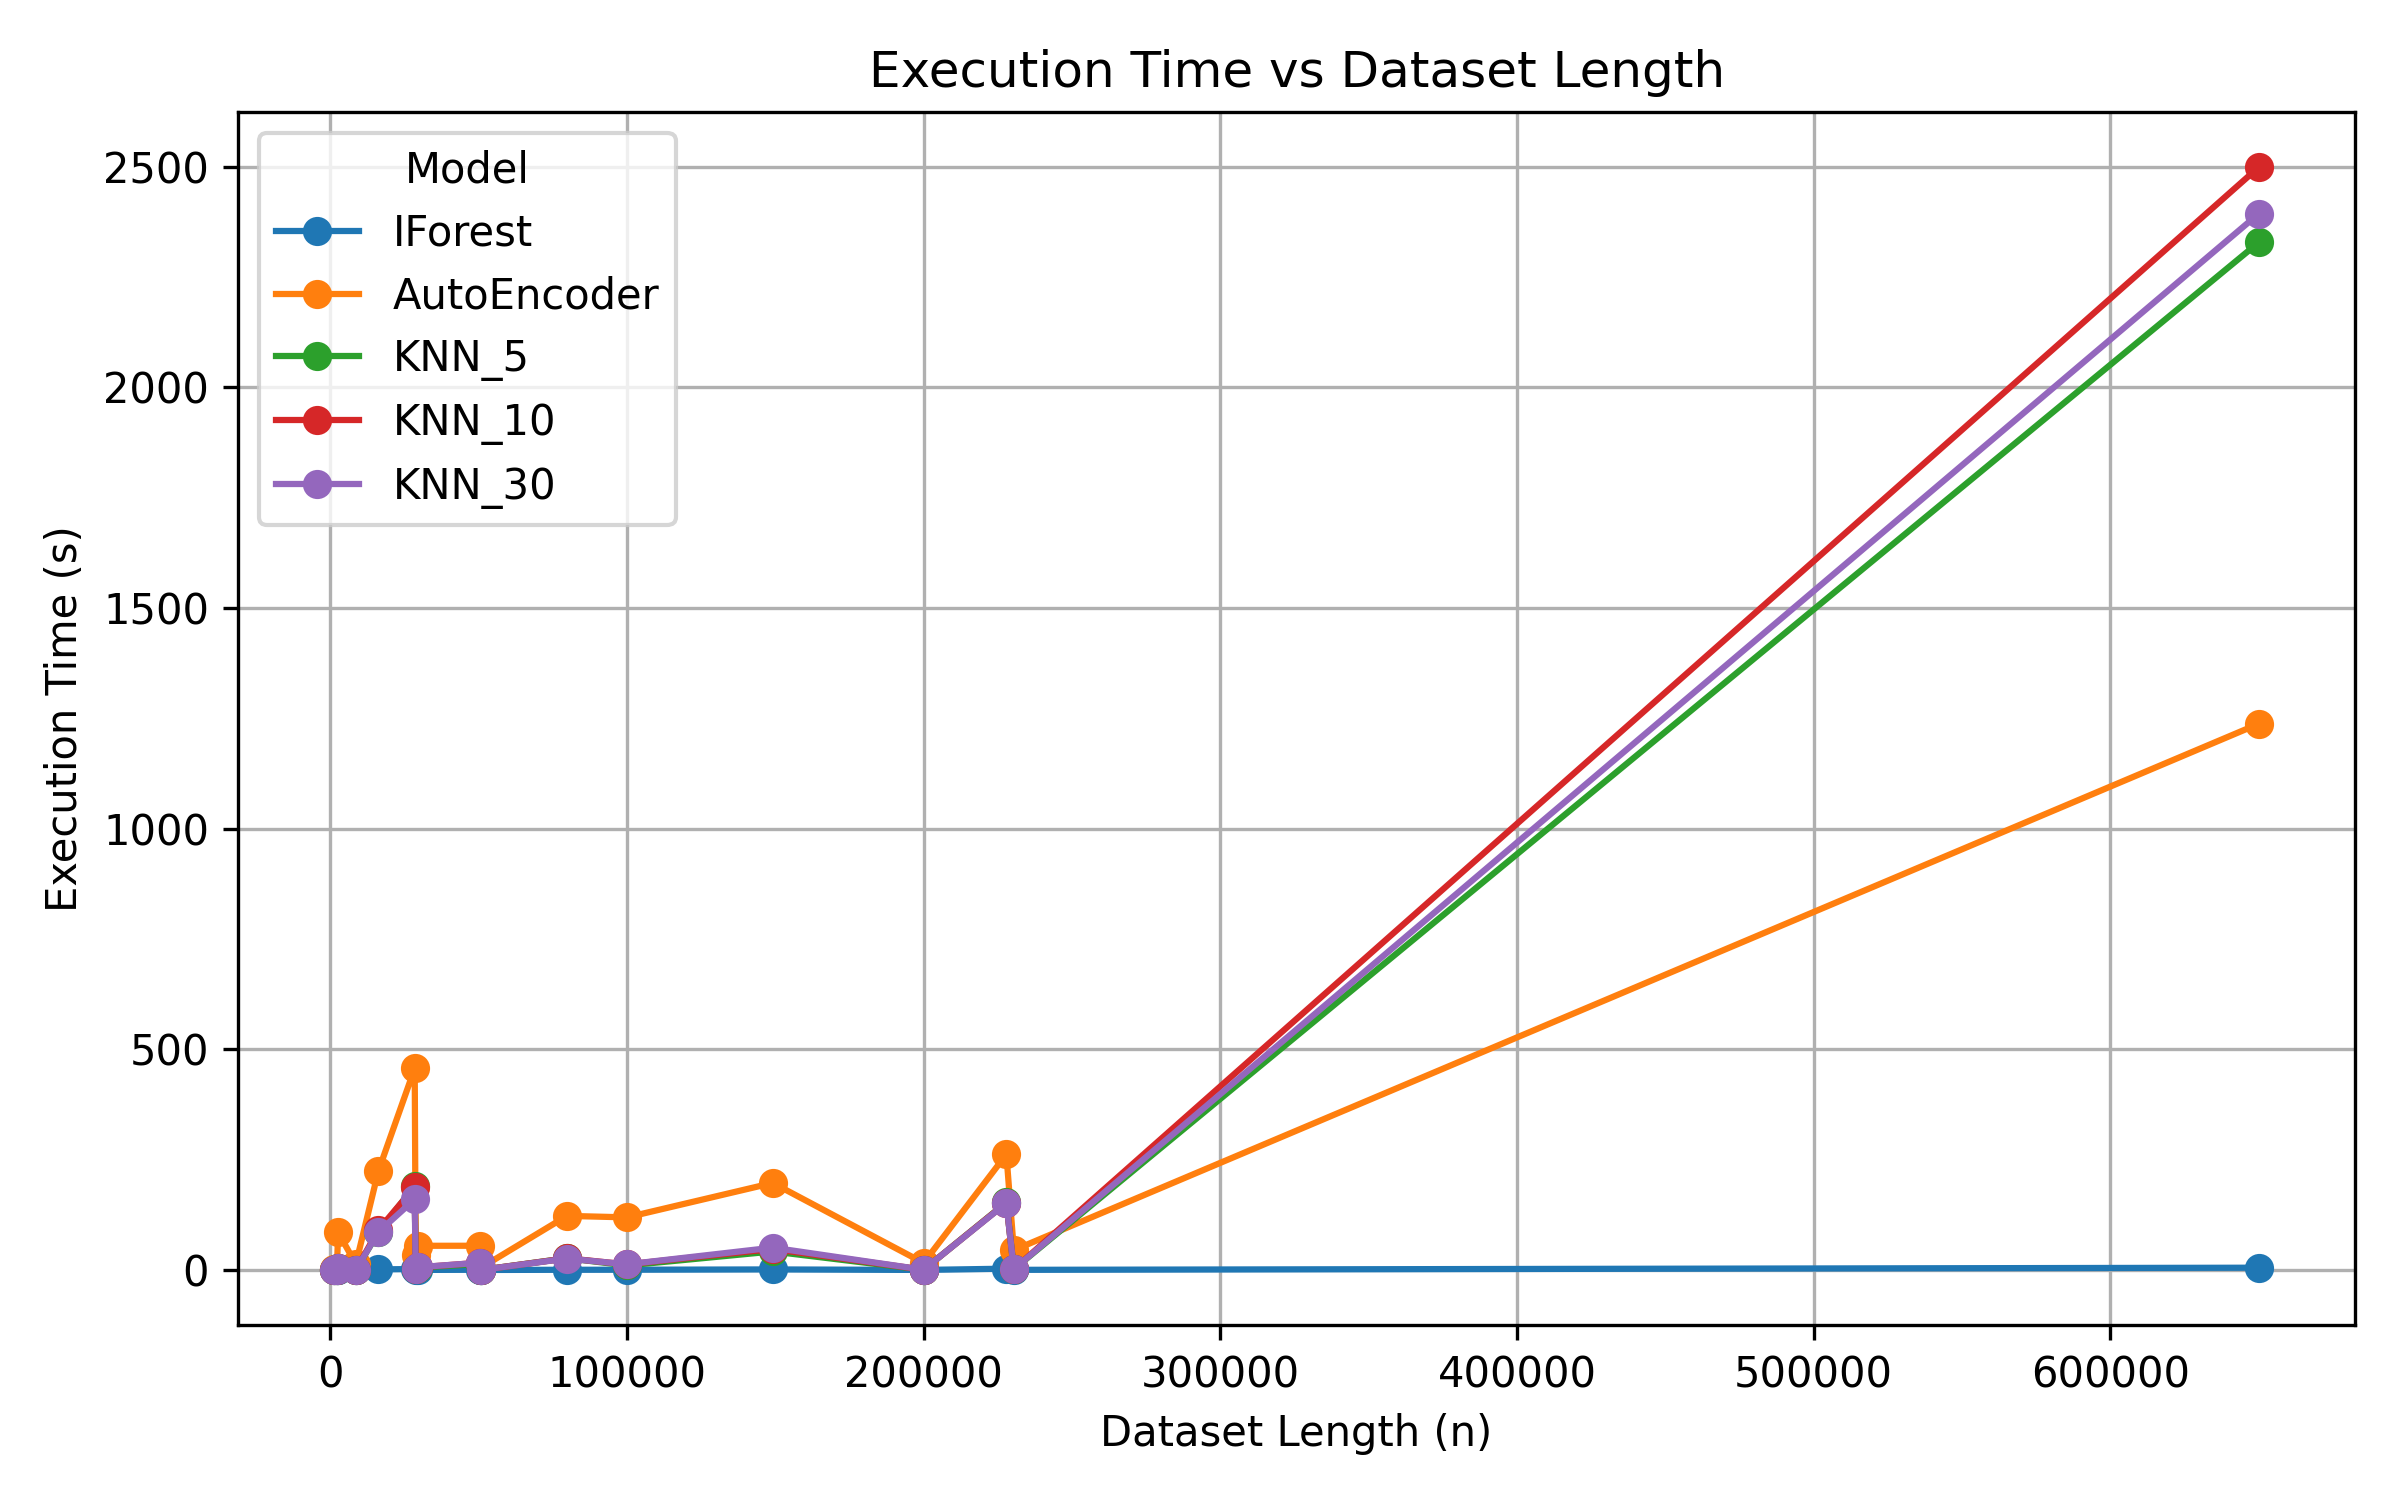 Execution Time vs Dataset Length
Model
IForest
AutoEncoder
KNN_5
KNN_10
KNN_30
Execution Time (s)
2500
2000
1500
1000
500
0
0 100000 200000 300000 400000 500000 600000
Dataset Length (n)